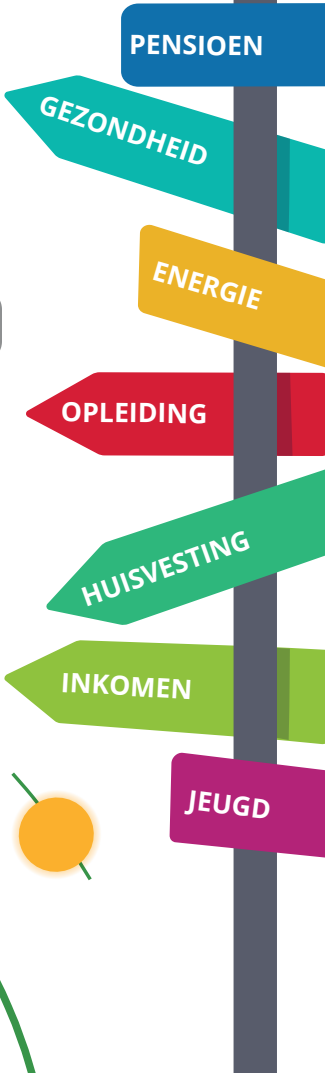 PENSIOEN
GEZONDHEID
ENERGIE
OPLEIDING
HUISVESTING
INKOMEN
JEUGD